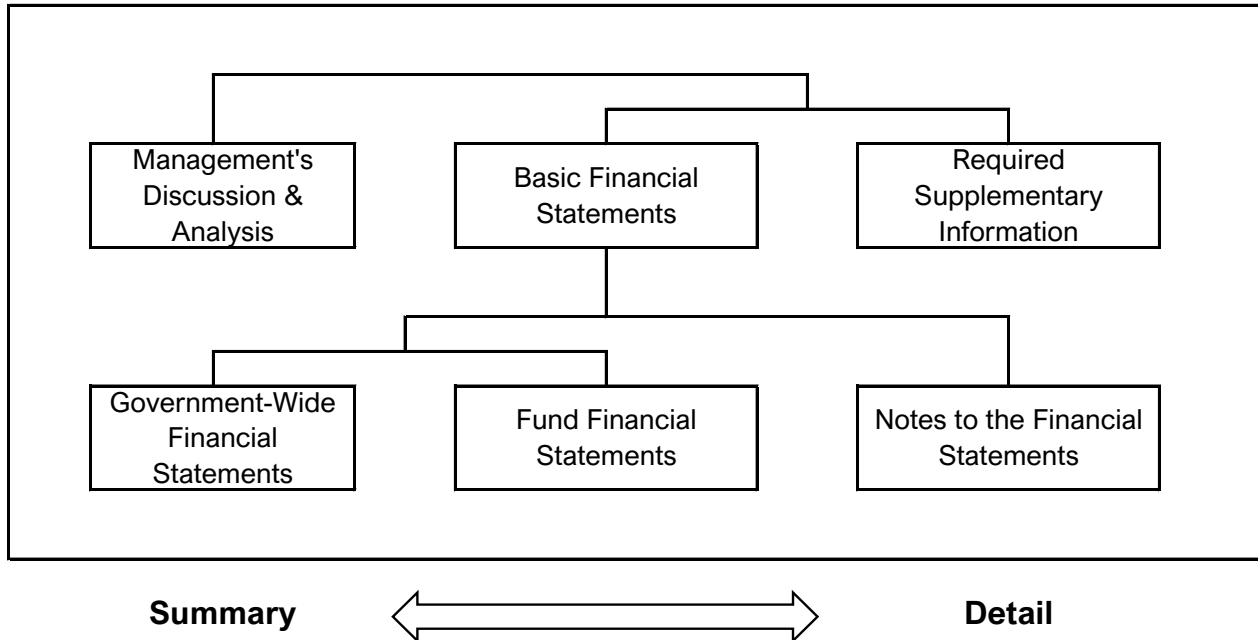 Management's
Discussion &
Analysis
Basic Financial
Statements
Required
Supplementary
Information
Government-Wide
Financial
Statements
Fund Financial
Statements
Notes to the Financial
Statements
Summary
Detail